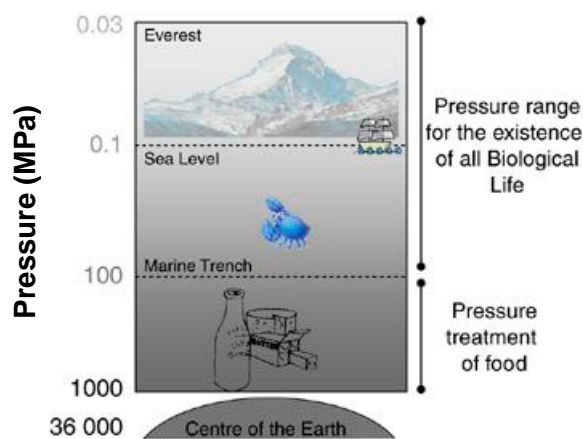 0.03
Everest
Pressure (MPa)
0.1
Sea Level
Pressure range
for the existence
of all Biological
Life
Marine Trench
100
Pressure
treatment
of food
BUTTER
1000
36 000
Centre of the Earth